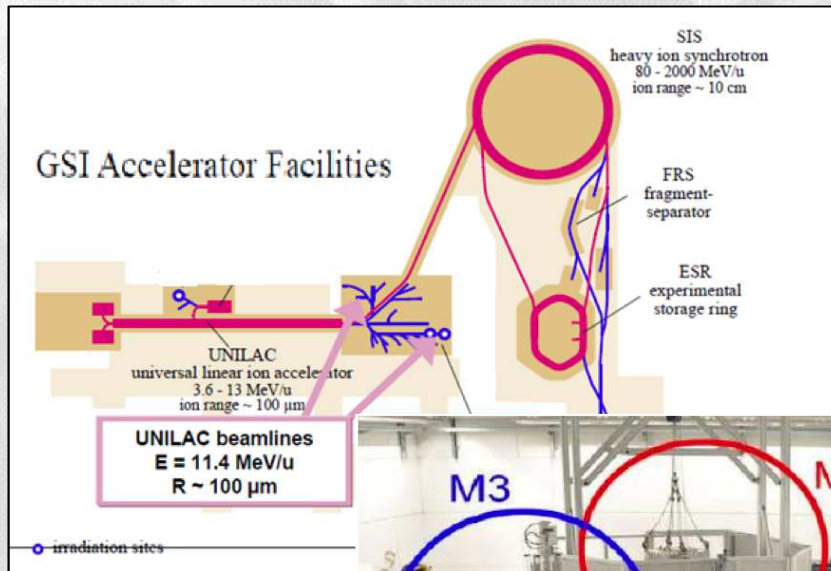 GSI Accelerator Facilities
SIS
heavy ion synchrotron
80 - 2000 MeV/u
ion range ~ 10 cm
FRS
fragment-
separator
ESR
experimental
storage ring
UNILAC
universal linear ion accelerator
3.6 - 13 MeV/u
ion range ~ 100 µm
UNILAC beamlines
E = 11.4 MeV/u
R ~ 100 µm
M3
irradiation sites